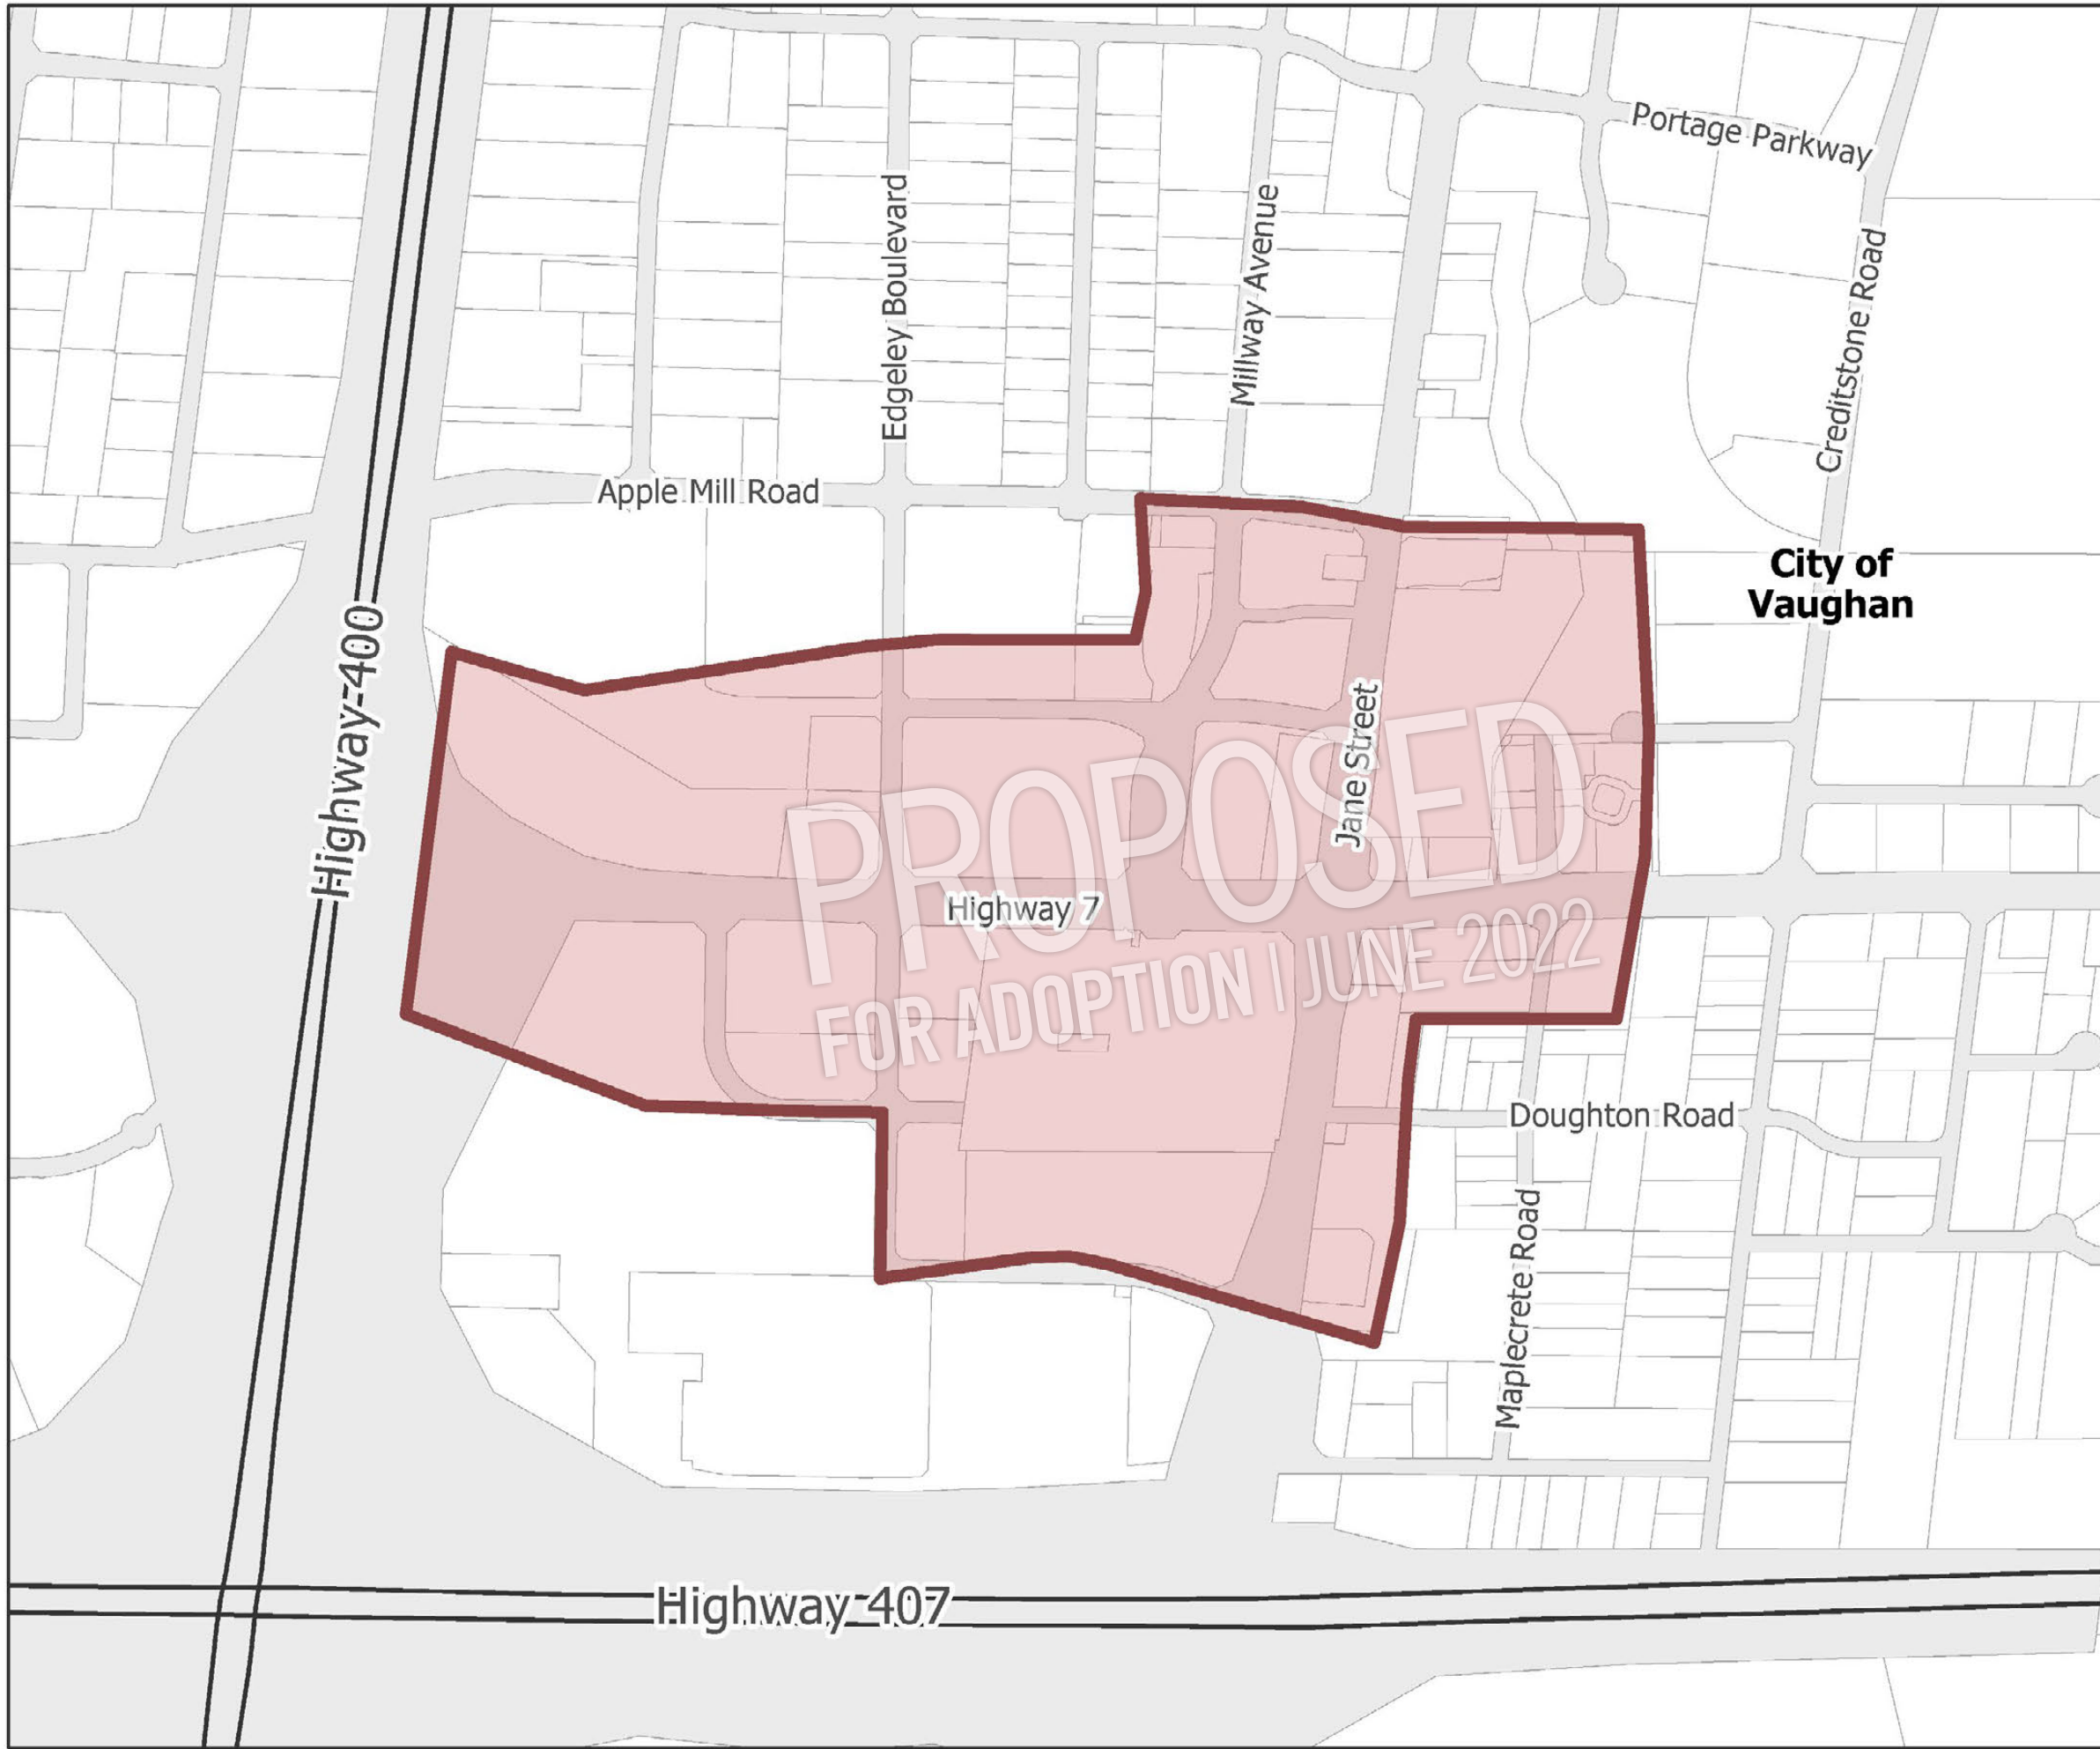 Portage Parkway
Edgeley Boulevard
Millway Avenue
Creditstone Road
Apple Mill Road
City of
Vaughan
Highway 400
Jane Street
PROPOSED
Highway 7
FOR ADOPTION | JUNE 2022
Doughton Road
Maplecrete Road
Highway 407